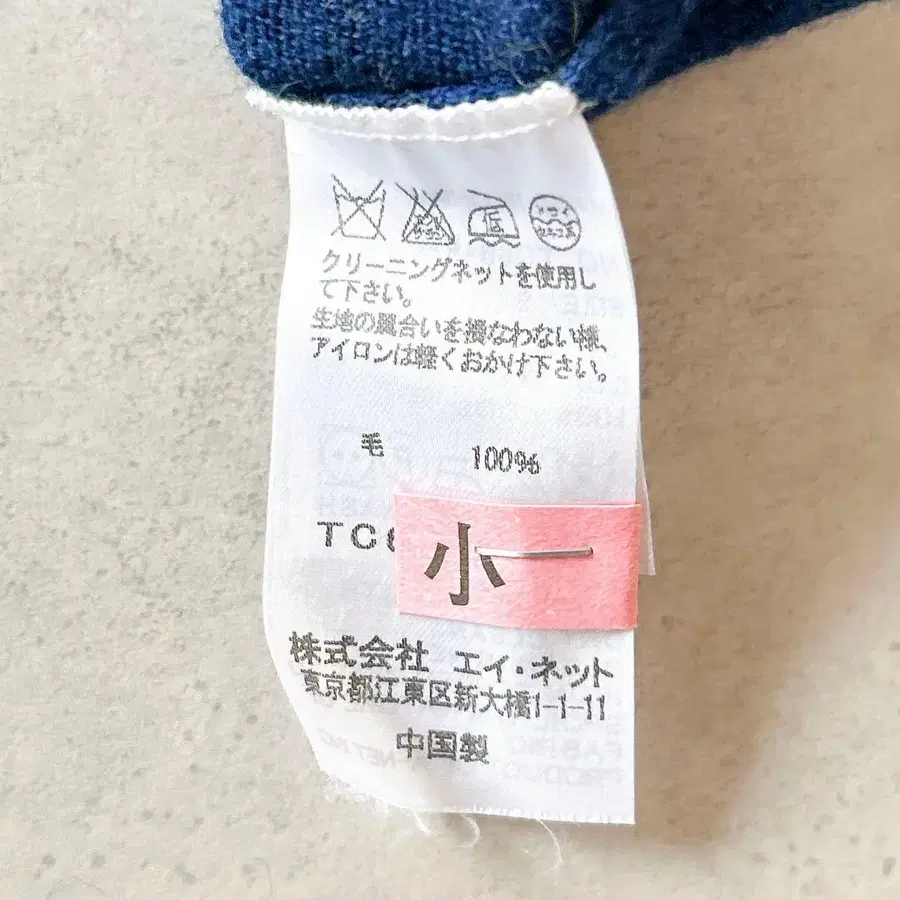 クリーニングネットを使用し
て下さい。
生地の風合いを損なわない様、
アイロンは軽くおかけ下さい。
毛 100%
TC
小一
株式会社 エイ・ネット
東京都江東区新大橋1-1-11
中国製